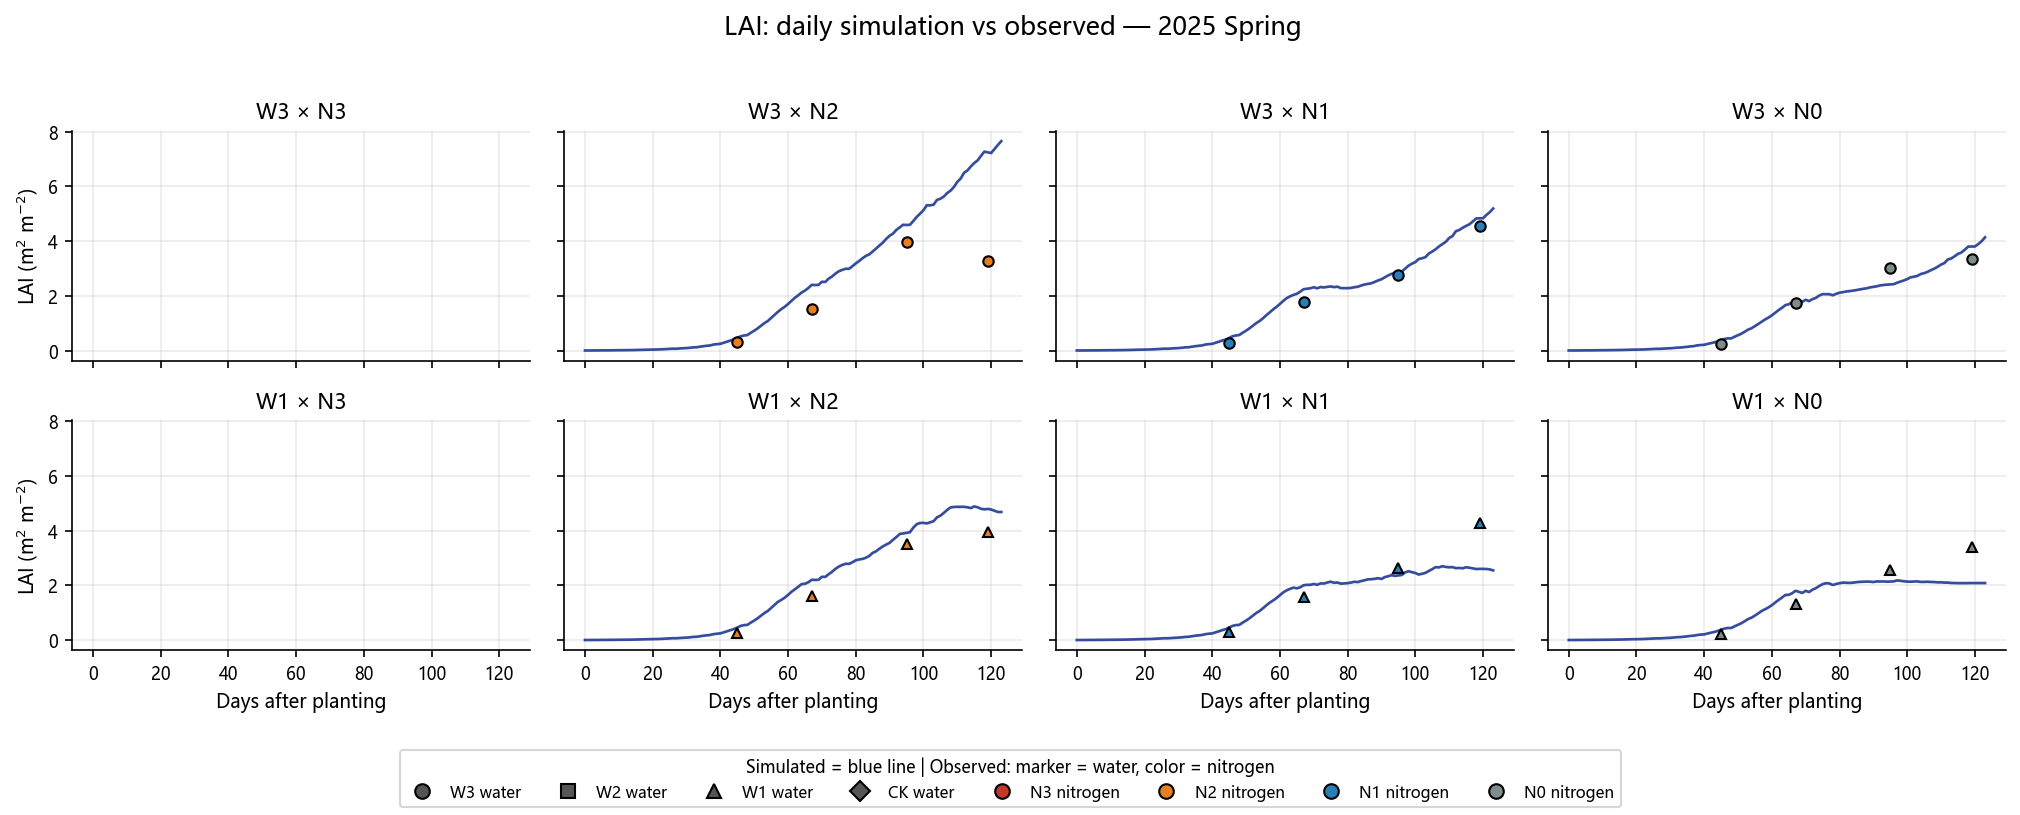 LAI: daily simulation vs observed — 2025 Spring
W3 × N3
W3 × N2
W3 × N1
W3 × N0
LAI (m² m⁻²)
8
6
4
2
0
W1 × N3
W1 × N2
W1 × N1
W1 × N0
LAI (m² m⁻²)
8
6
4
2
0
0 20 40 60 80 100 120
0 20 40 60 80 100 120
0 20 40 60 80 100 120
0 20 40 60 80 100 120
Days after planting
Days after planting
Days after planting
Days after planting
Simulated = blue line | Observed: marker = water, color = nitrogen
W3 water W2 water W1 water CK water N3 nitrogen N2 nitrogen N1 nitrogen N0 nitrogen